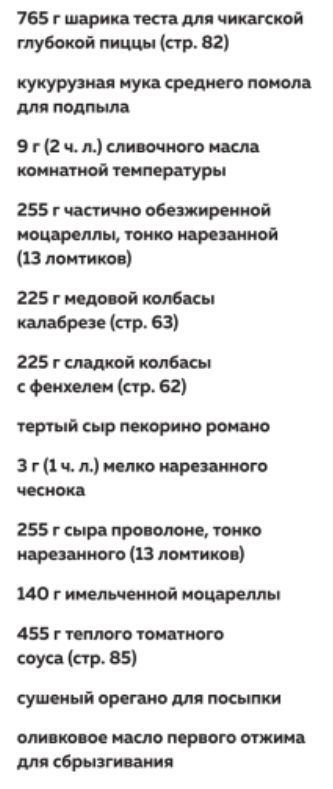 765 г шарика теста для чикагской
глубокой пиццы (стр. 82)
кукурузная мука среднего помола
для подпыла
9 г (2 ч. л.) сливочного масла
комнатной температуры
255 г частично обезжиренной
моцареллы, тонко нарезанной
(13 ломтиков)
225 г медовой колбасы
калабрезе (стр. 63)
225 г сладкой колбасы
с фенхелем (стр. 62)
тертый сыр пекорино романо
3 г (1 ч. л.) мелко нарезанного
чеснока
255 г сыра проволоне, тонко
нарезанного (13 ломтиков)
140 г имельченной моцареллы
455 г теплого томатного
соуса (стр. 85)
сушеный орегано для посыпки
оливковое масло первого отжима
для сбрызгивания